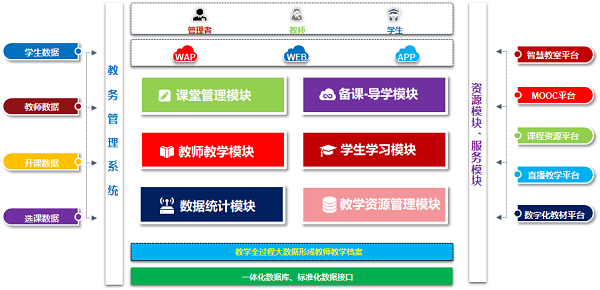 管理者 教师 学生
WAP WEB APP
学生数据
教师数据
开课数据
选课数据
教务管理系统
课堂管理模块 备课-导学模块
教师教学模块 学生学习模块
数据统计模块 教学资源管理模块
资源模块、服务模块
智慧教室平台
MOOC平台
课程资源平台
直播教学平台
数字化教材平台
教学全过程大数据形成教师教学档案
一体化数据库、标准化数据接口